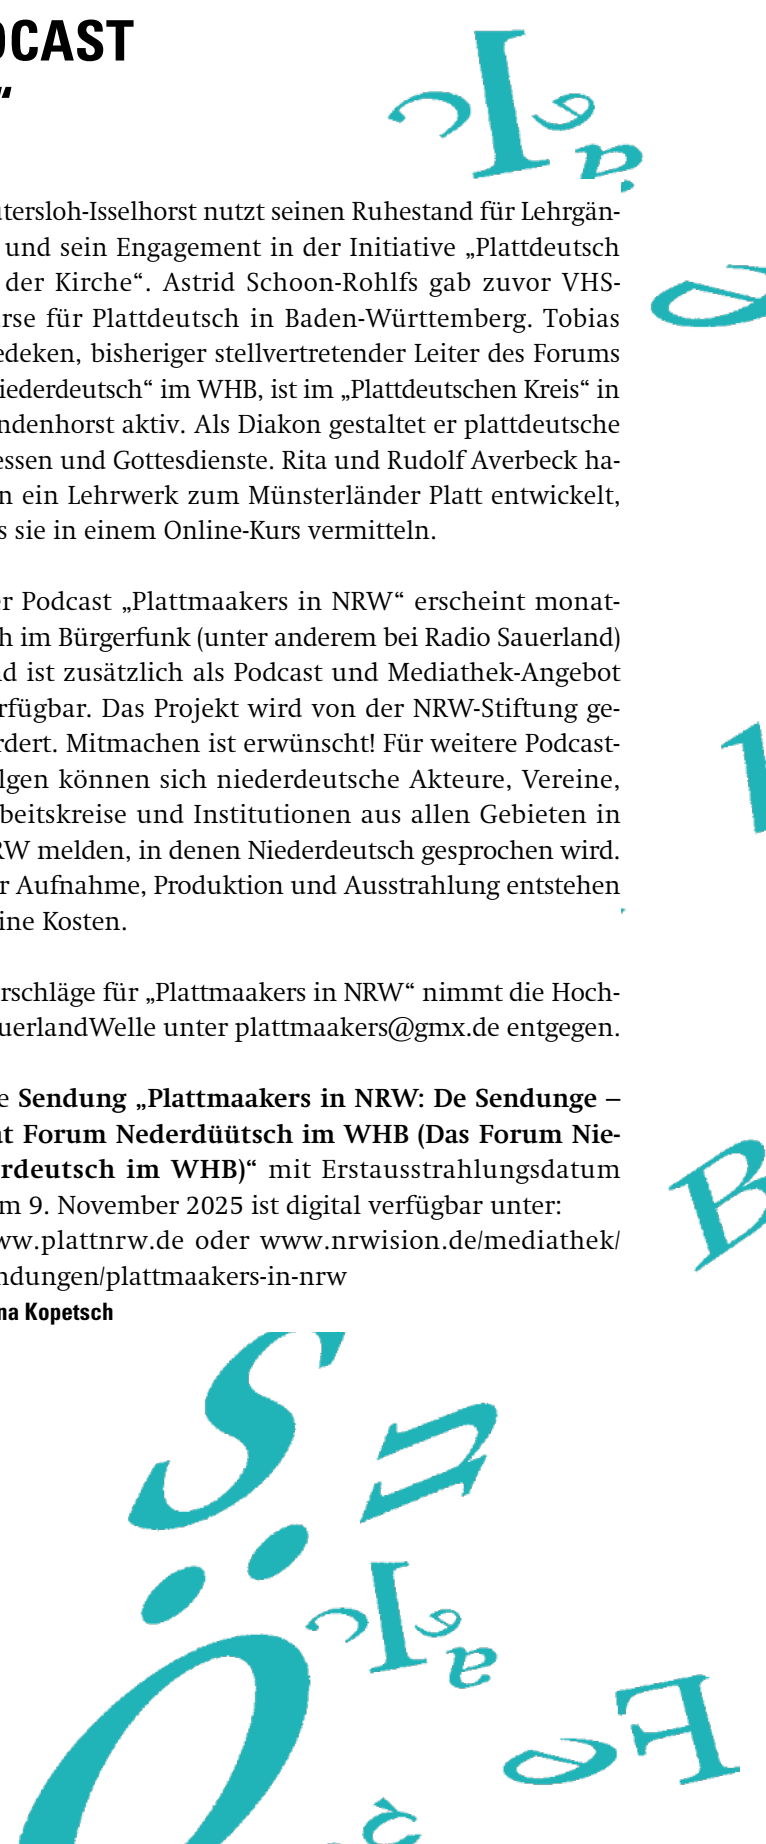 DCAST
“
tersloh-Isselhorst nutzt seinen Ruhestand für Lehrgän-
und sein Engagement in der Initiative „Plattdeutsch
der Kirche“. Astrid Schoon-Rohlfs gab zuvor VHS-
rse für Plattdeutsch in Baden-Württemberg. Tobias
edeken, bisheriger stellvertretender Leiter des Forums
iederdeutsch“ im WHB, ist im „Plattdeutschen Kreis“ in
ndenhorst aktiv. Als Diakon gestaltet er plattdeutsche
essen und Gottesdienste. Rita und Rudolf Averbeck ha-
n ein Lehrwerk zum Münsterländer Platt entwickelt,
s sie in einem Online-Kurs vermitteln.
er Podcast „Plattmaakers in NRW“ erscheint monat-
h im Bürgerfunk (unter anderem bei Radio Sauerland)
d ist zusätzlich als Podcast und Mediathek-Angebot
rfügbar. Das Projekt wird von der NRW-Stiftung ge-
rdert. Mitmachen ist erwünscht! Für weitere Podcast-
lgen können sich niederdeutsche Akteure, Vereine,
beitskreise und Institutionen aus allen Gebieten in
RW melden, in denen Niederdeutsch gesprochen wird.
r Aufnahme, Produktion und Ausstrahlung entstehen
ine Kosten.
rschläge für „Plattmaakers in NRW“ nimmt die Hoch-
uerlandWelle unter plattmaakers@gmx.de entgegen.
e Sendung „Plattmaakers in NRW: De Sendunge –
at Forum Nederdüütsch im WHB (Das Forum Nie-
rdeutsch im WHB)“ mit Erstausstrahlungsdatum
m 9. November 2025 ist digital verfügbar unter:
ww.plattnrw.de oder www.nrwision.de/mediathek/
ndungen/plattmaakers-in-nrw
na Kopetsch